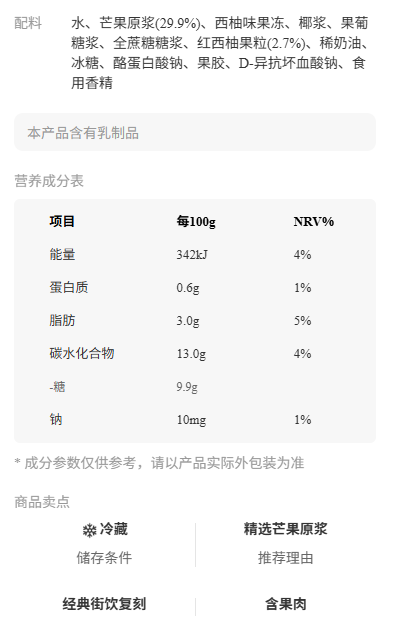 配料 水、芒果原浆(29.9%)、西柚味果冻、椰浆、果葡
糖浆、全蔗糖糖浆、红西柚果粒(2.7%)、稀奶油、
冰糖、酪蛋白酸钠、果胶、D-异抗坏血酸钠、食
用香精
本产品含有乳制品
营养成分表
项目 每100g NRV%
能量 342kJ 4%
蛋白质 0.6g 1%
脂肪 3.0g 5%
碳水化合物 13.0g 4%
-糖 9.9g
钠 10mg 1%
* 成分参数仅供参考，请以产品实际外包装为准
商品卖点
冷藏 精选芒果原浆
储存条件 推荐理由
经典街饮复刻 含果肉